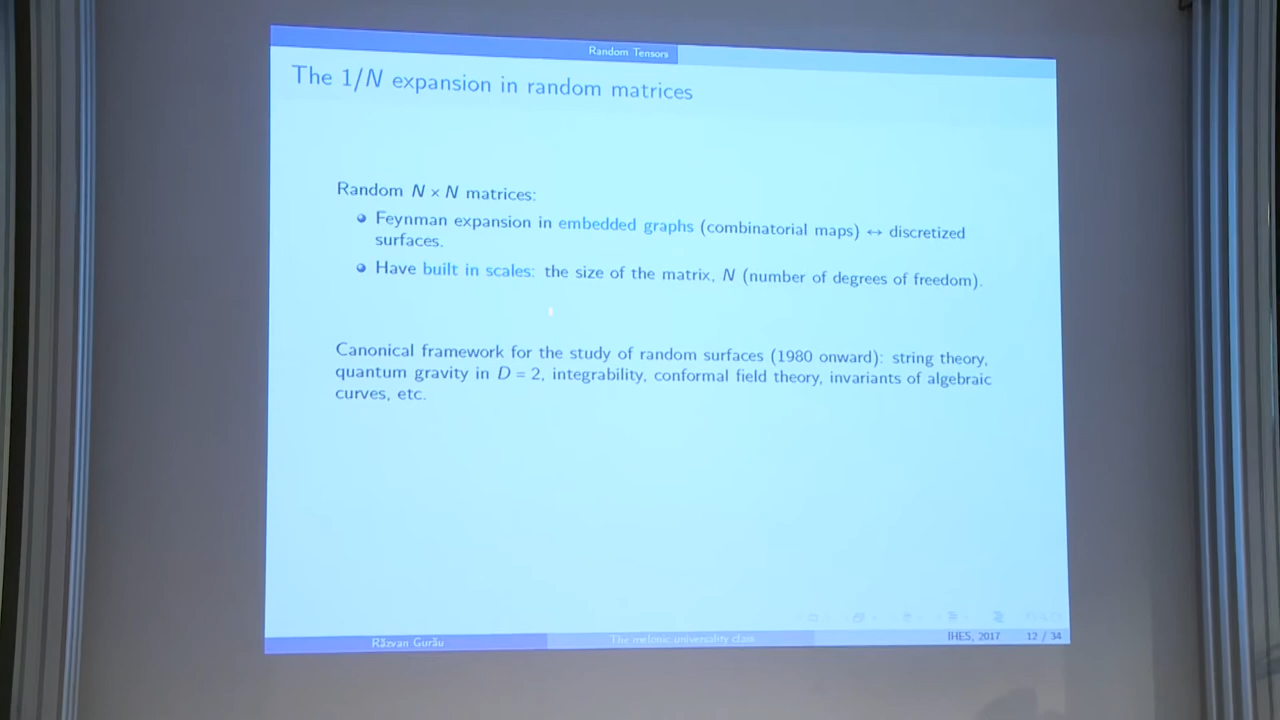 Random Tensors
The 1/N expansion in random matrices
Random N × N matrices:
Feynman expansion in embedded graphs (combinatorial maps) ↔ discretized
surfaces.
Have built in scales: the size of the matrix, N (number of degrees of freedom).
Canonical framework for the study of random surfaces (1980 onward): string theory,
quantum gravity in D = 2, integrability, conformal field theory, invariants of algebraic
curves, etc.
Răzvan Gurău
The melonic universality class
IHES, 2017
12 / 34